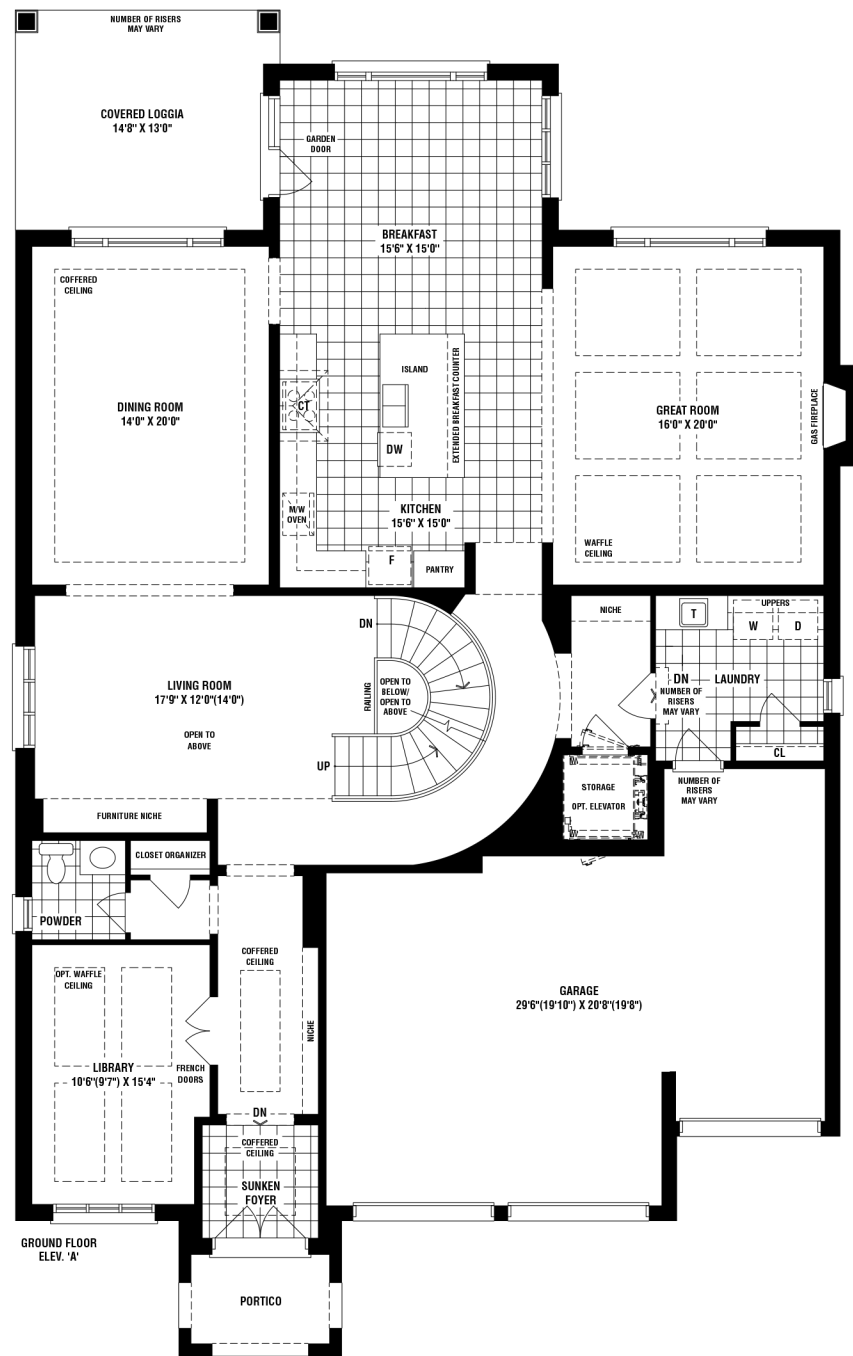 NUMBER OF RISERS
MAY VARY
COVERED LOGGIA
14'8" X 13'0"
GARDEN
DOOR
BREAKFAST
15'6" X 15'0"
COFFERED
CEILING
DINING ROOM
14'0" X 20'0"
CT
ISLAND
DW
EXTENDED BREAKFAST COUNTER
GREAT ROOM
16'0" X 20'0"
GAS FIREPLACE
M/W
OVEN
KITCHEN
15'6" X 15'0"
F
PANTRY
WAFFLE
CEILING
DN
NICHE
T
UPPERS
W
D
LIVING ROOM
17'9" X 12'0"(14'0")
OPEN TO
ABOVE
RAILING
OPEN TO
BELOW/
OPEN TO
ABOVE
UP
DN
LAUNDRY
NUMBER OF
RISERS
MAY VARY
CL
STORAGE
OPT. ELEVATOR
NUMBER OF
RISERS
MAY VARY
FURNITURE NICHE
CLOSET ORGANIZER
POWDER
OPT. WAFFLE
CEILING
COFFERED
CEILING
NICHE
GARAGE
29'6"(19'10") X 20'8"(19'8")
LIBRARY
10'6"(9'7") X 15'4"
FRENCH
DOORS
DN
COFFERED
CEILING
SUNKEN
FOYER
GROUND FLOOR
ELEV. 'A'
PORTICO